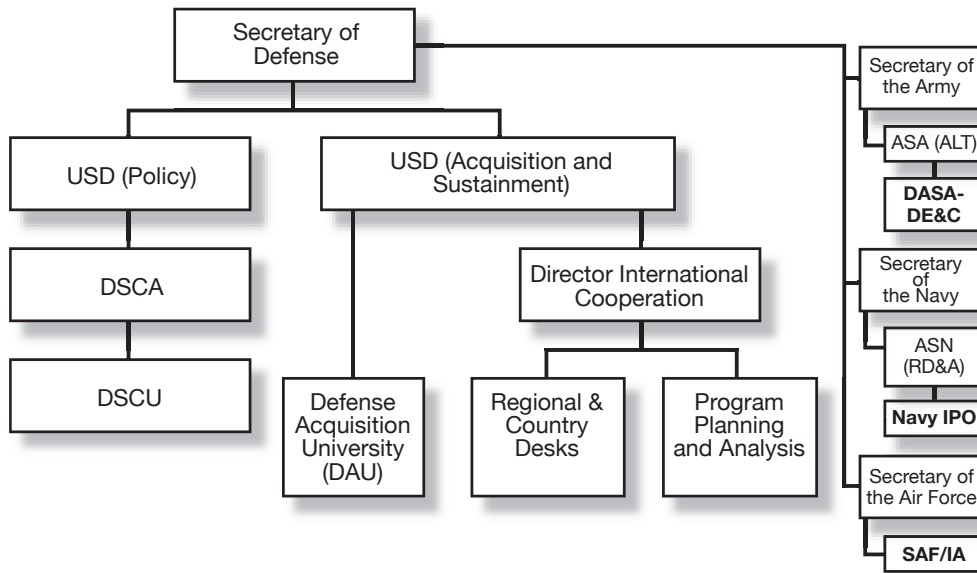 Secretary of
Defense
USD (Policy)
USD (Acquisition and
Sustainment)
DSCA
Director International
Cooperation
DSCU
Defense
Acquisition
University
(DAU)
Regional &
Country
Desks
Program
Planning
and Analysis
Secretary of
the Army
ASA (ALT)
DASA-
DE&C
Secretary
of
the Navy
ASN
(RD&A)
Navy IPO
Secretary of
the Air Force
SAF/IA